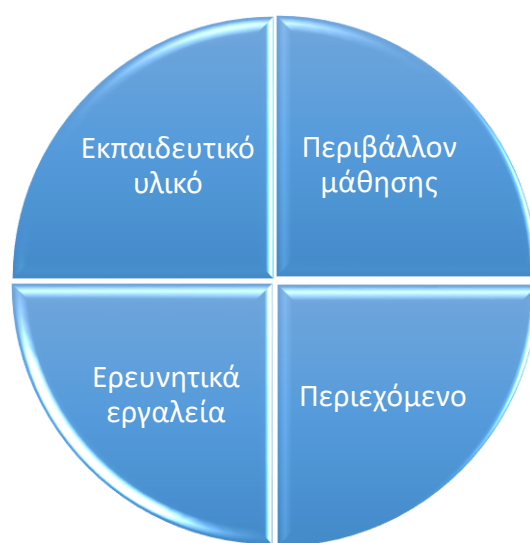 Εκπαιδευτικό
υλικό
Περιβάλλον
μάθησης
Ερευνητικά
εργαλεία
Περιεχόμενο